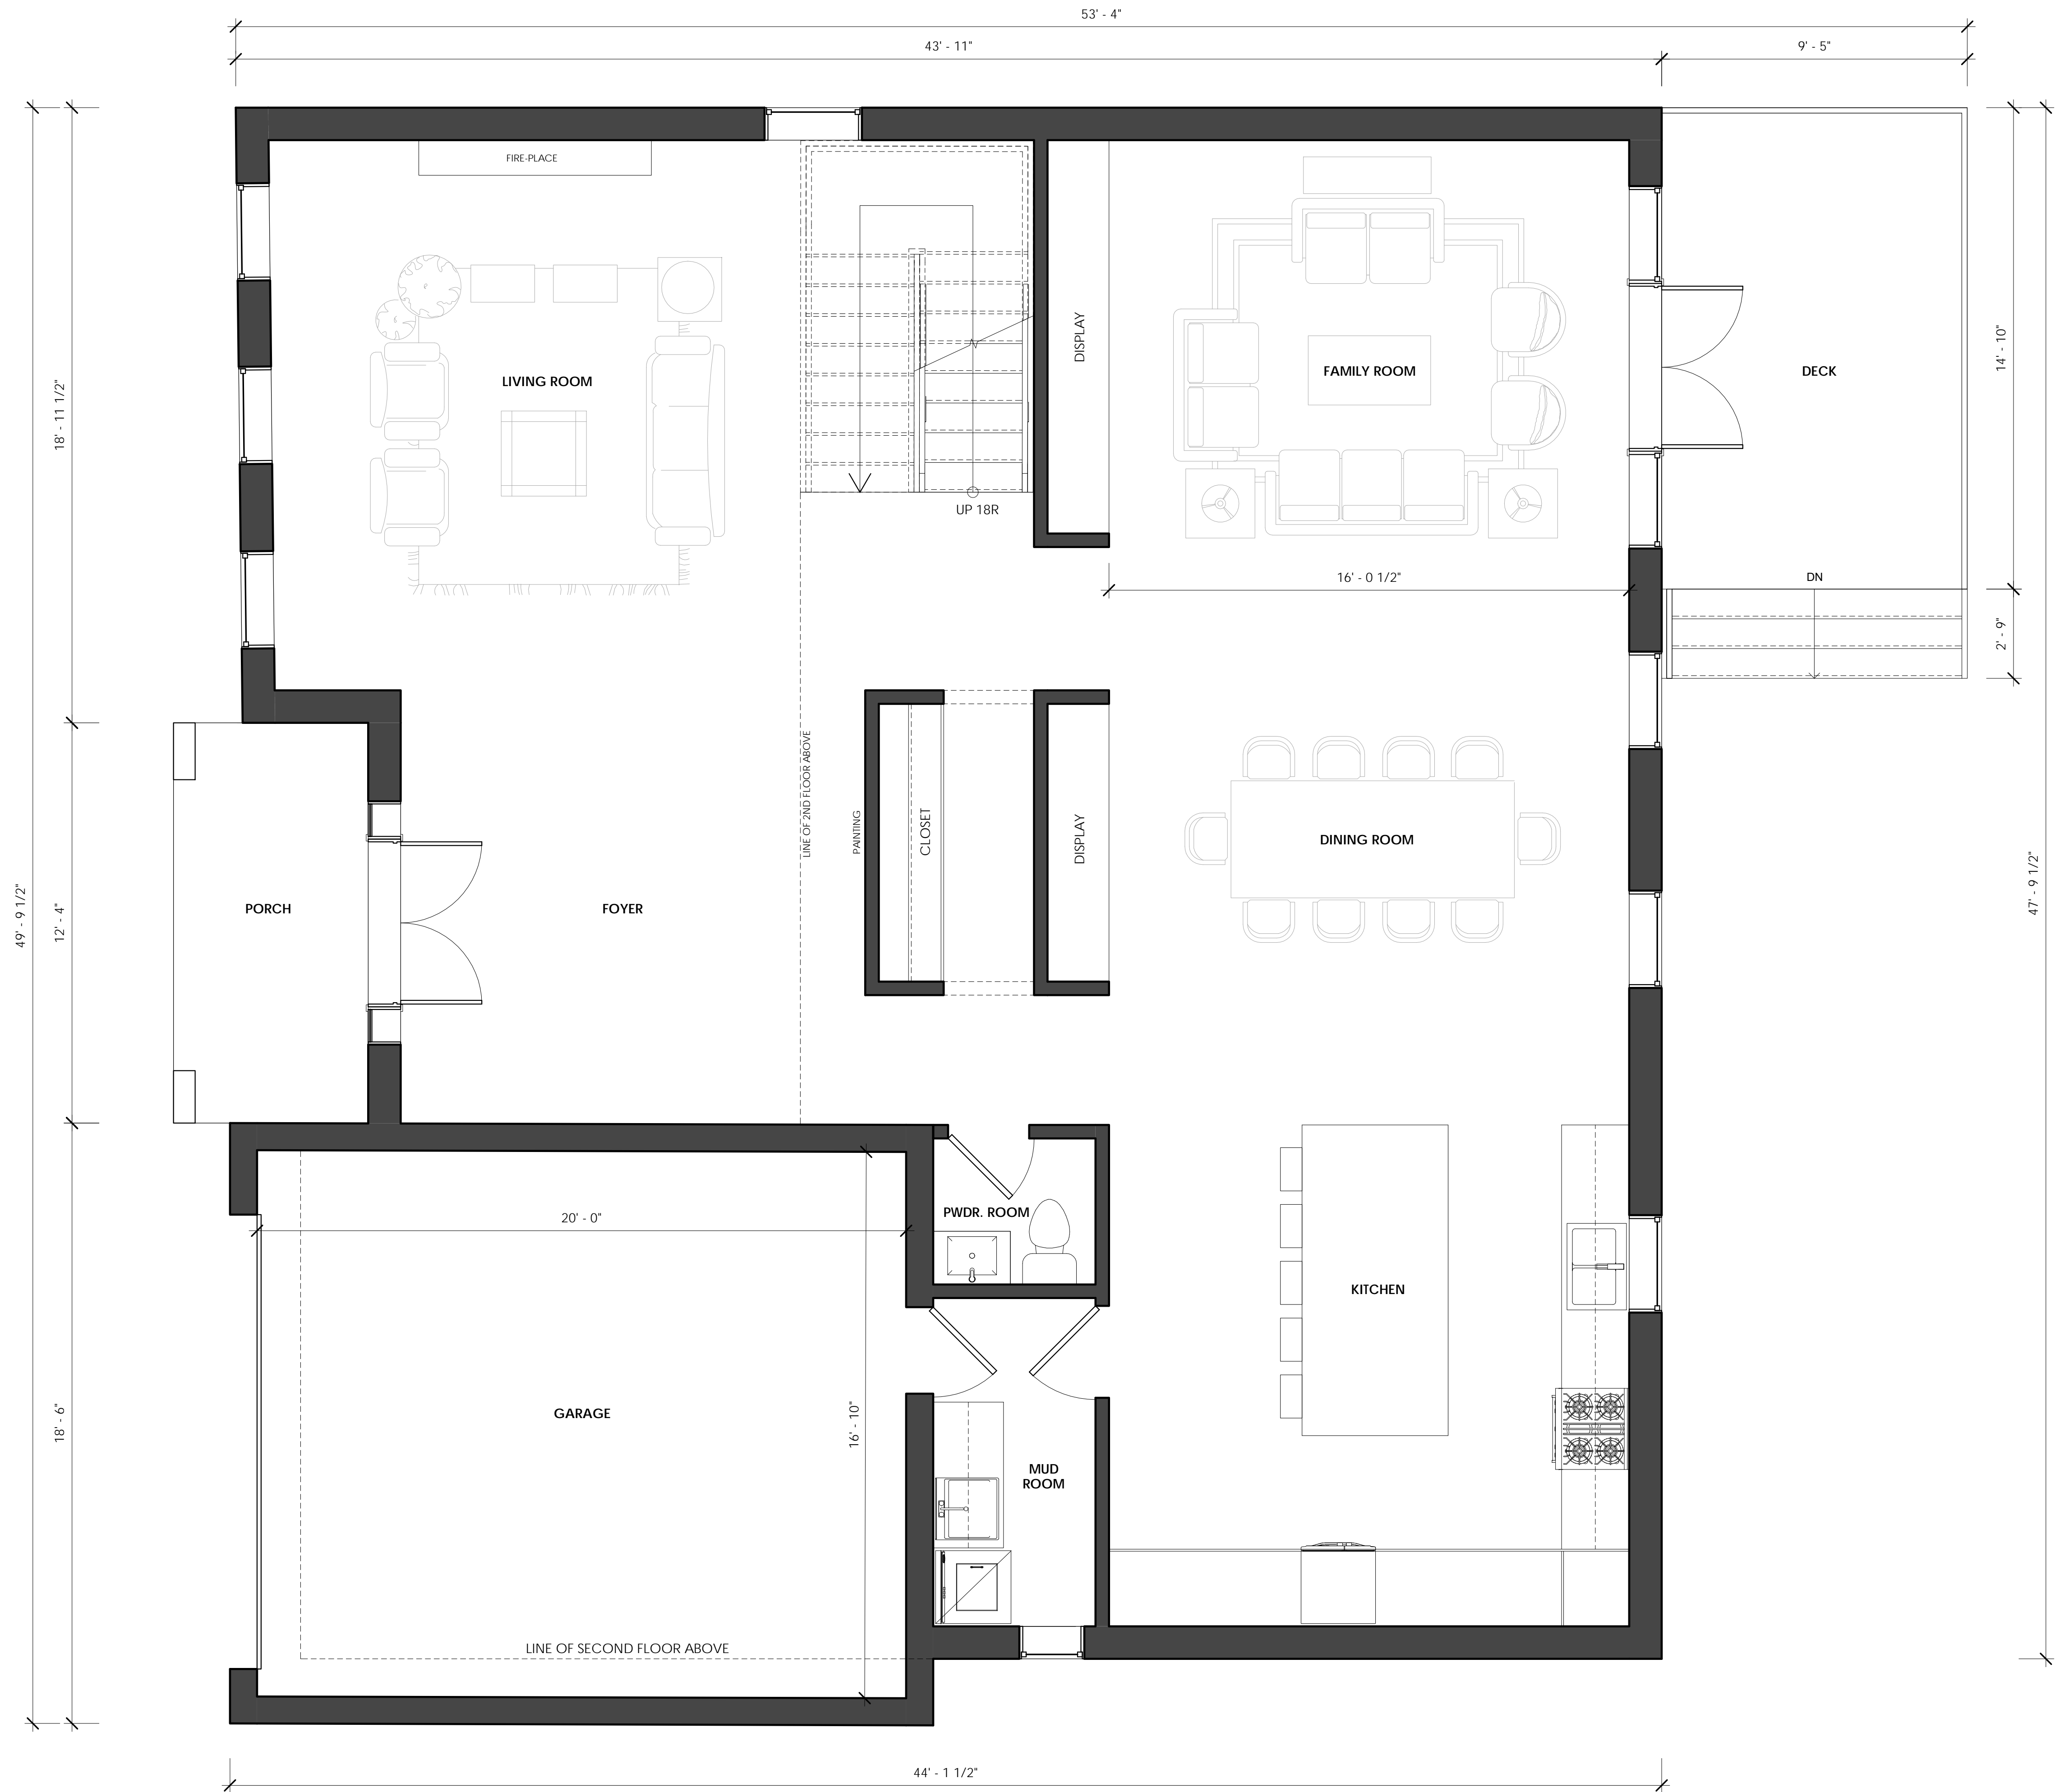 53' - 4"
43' - 11"
9' - 5"
FIRE-PLACE
LIVING ROOM
DISPLAY
FAMILY ROOM
DECK
14' - 10"
18' - 11 1/2"
UP 18R
16' - 0 1/2"
DN
2' - 9"
LINE OF 2ND FLOOR ABOVE
PAINTING
CLOSET
DISPLAY
DINING ROOM
47' - 9 1/2"
49' - 9 1/2"
12' - 4"
PORCH
FOYER
20' - 0"
PWDR. ROOM
KITCHEN
18' - 6"
GARAGE
16' - 10"
MUD
ROOM
LINE OF SECOND FLOOR ABOVE
44' - 1 1/2"